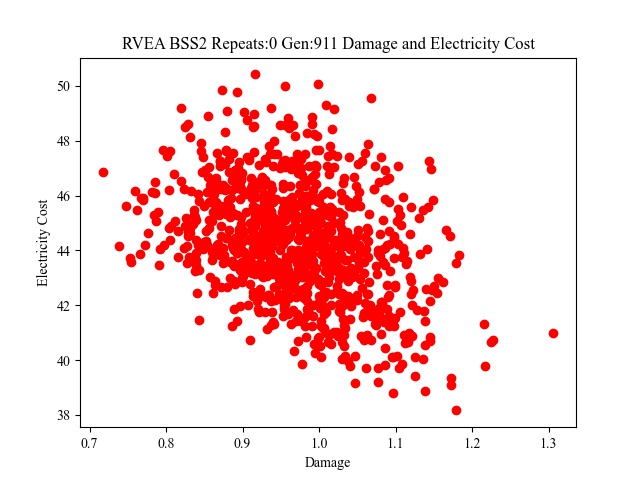 RVEA BSS2 Repeats:0 Gen:911 Damage and Electricity Cost
Electricity Cost
50
48
46
44
42
40
38
0.7 0.8 0.9 1.0 1.1 1.2 1.3
Damage